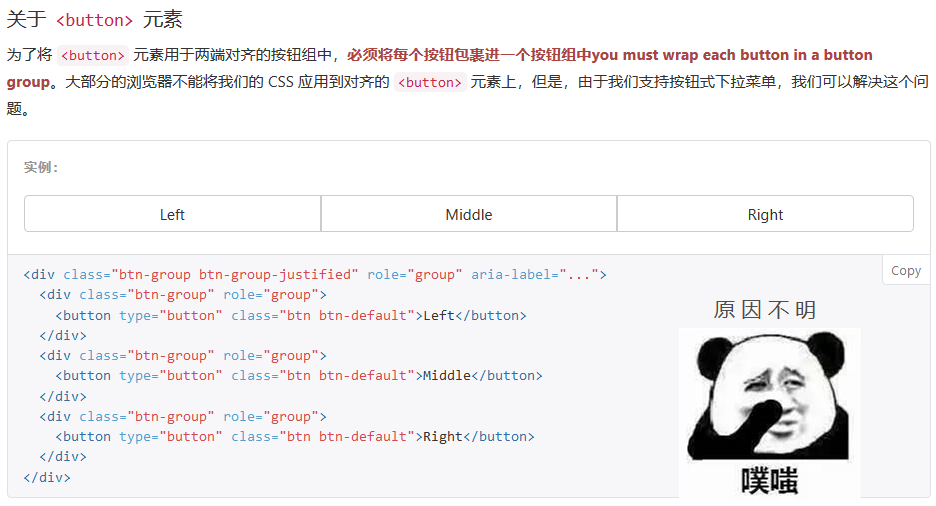 关于 <button> 元素
为了将 <button> 元素用于两端对齐的按钮组中，必须将每个按钮包裹进一个按钮组中you must wrap each button in a button
group。大部分的浏览器不能将我们的 CSS 应用到对齐的 <button> 元素上，但是，由于我们支持按钮式下拉菜单，我们可以解决这个问
题。
实例：
Left Middle Right
Copy
<div class="btn-group btn-group-justified" role="group" aria-label="...">
  <div class="btn-group" role="group">
    <button type="button" class="btn btn-default">Left</button>
  </div>
  <div class="btn-group" role="group">
    <button type="button" class="btn btn-default">Middle</button>
  </div>
  <div class="btn-group" role="group">
    <button type="button" class="btn btn-default">Right</button>
  </div>
</div>
原因不明
噗嗤